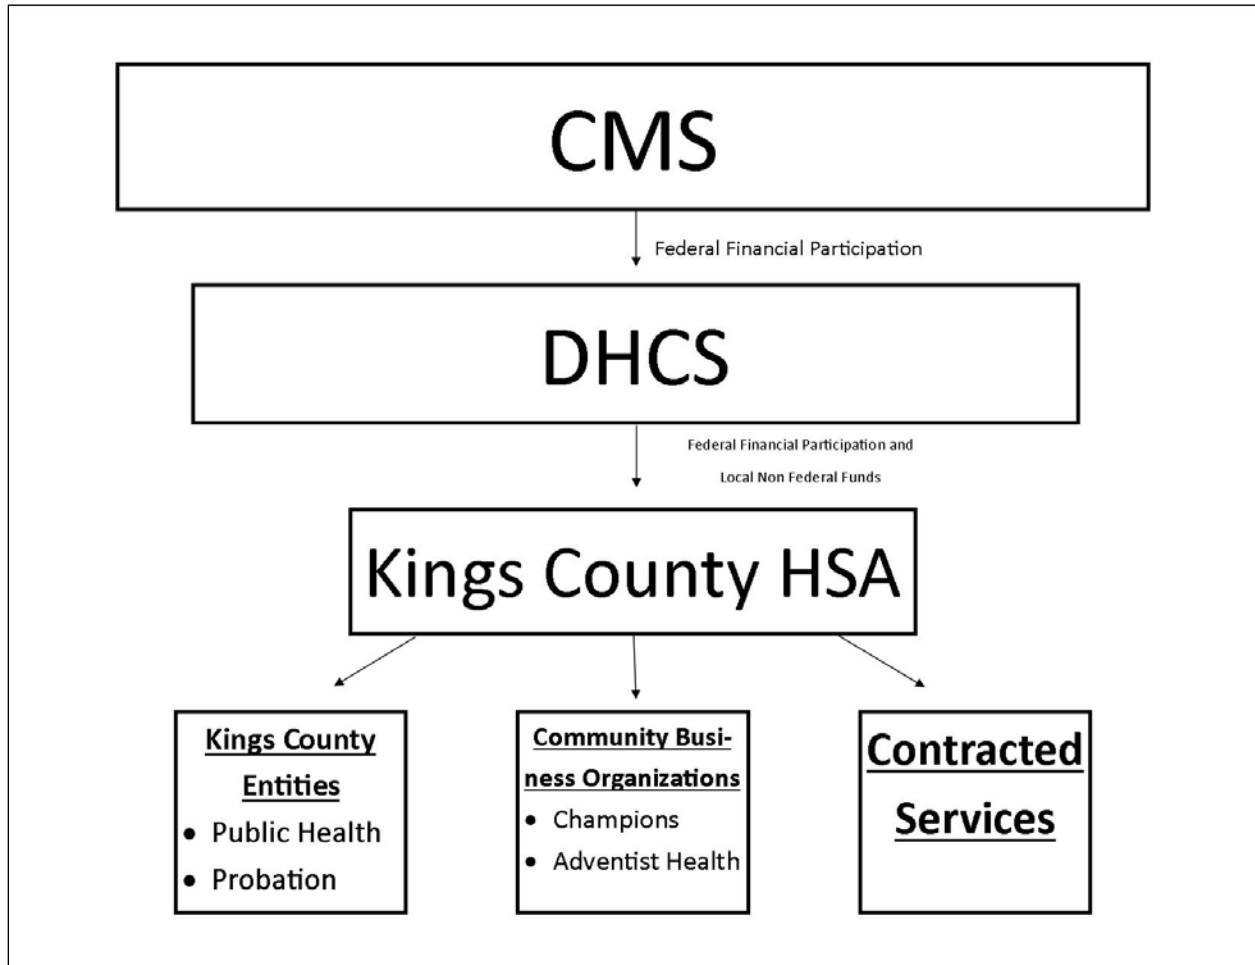 CMS
Federal Financial Participation
DHCS
Federal Financial Participation and
Local Non Federal Funds
Kings County HSA
Kings County
Entities
• Public Health
• Probation
Community Busi-
ness Organizations
• Champions
• Adventist Health
Contracted
Services